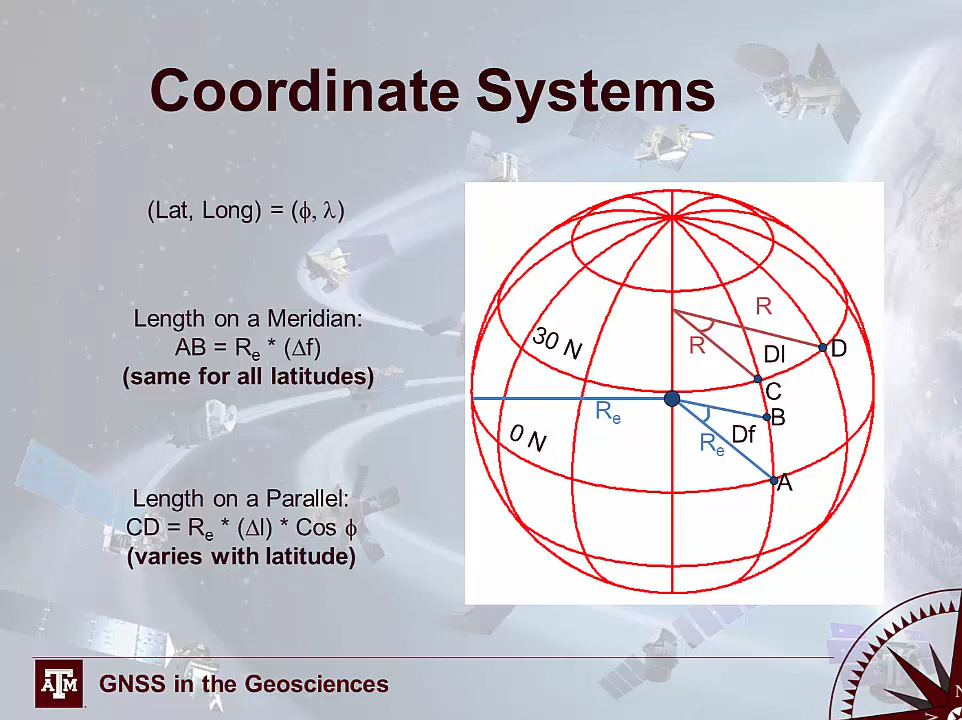 Coordinate Systems
(Lat, Long) = (ϕ, λ)
Length on a Meridian:
AB = Re * (Δf)
(same for all latitudes)
Length on a Parallel:
CD = Re * (Δl) * Cos ϕ
(varies with latitude)
R
30 N
R
Dl
D
C
Re
B
0 N
Re
Df
A
ATM
GNSS in the Geosciences
N